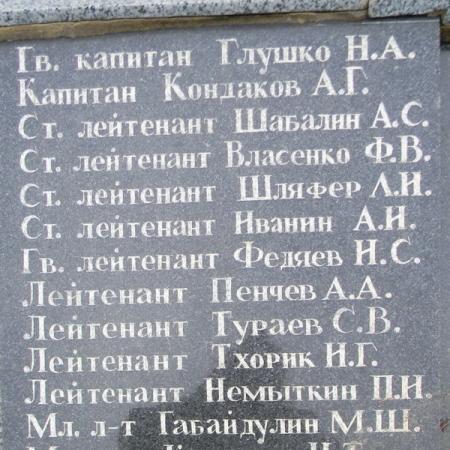 Гв. капитан Глушко Н.А.
Капитан Кондаков А.Г.
Ст. лейтенант Шабалин А.С.
Ст. лейтенант Власенко Ф.В.
Ст. лейтенант Шляфер Л.И.
Ст. лейтенант Иванин А.И.
Гв. лейтенант Федяев И.С.
Лейтенант Пенчев А.А.
Лейтенант Тураев С.В.
Лейтенант Тхорик И.Г.
Лейтенант Немыткин П.И.
Мл. л-т Габайдулин М.Ш.